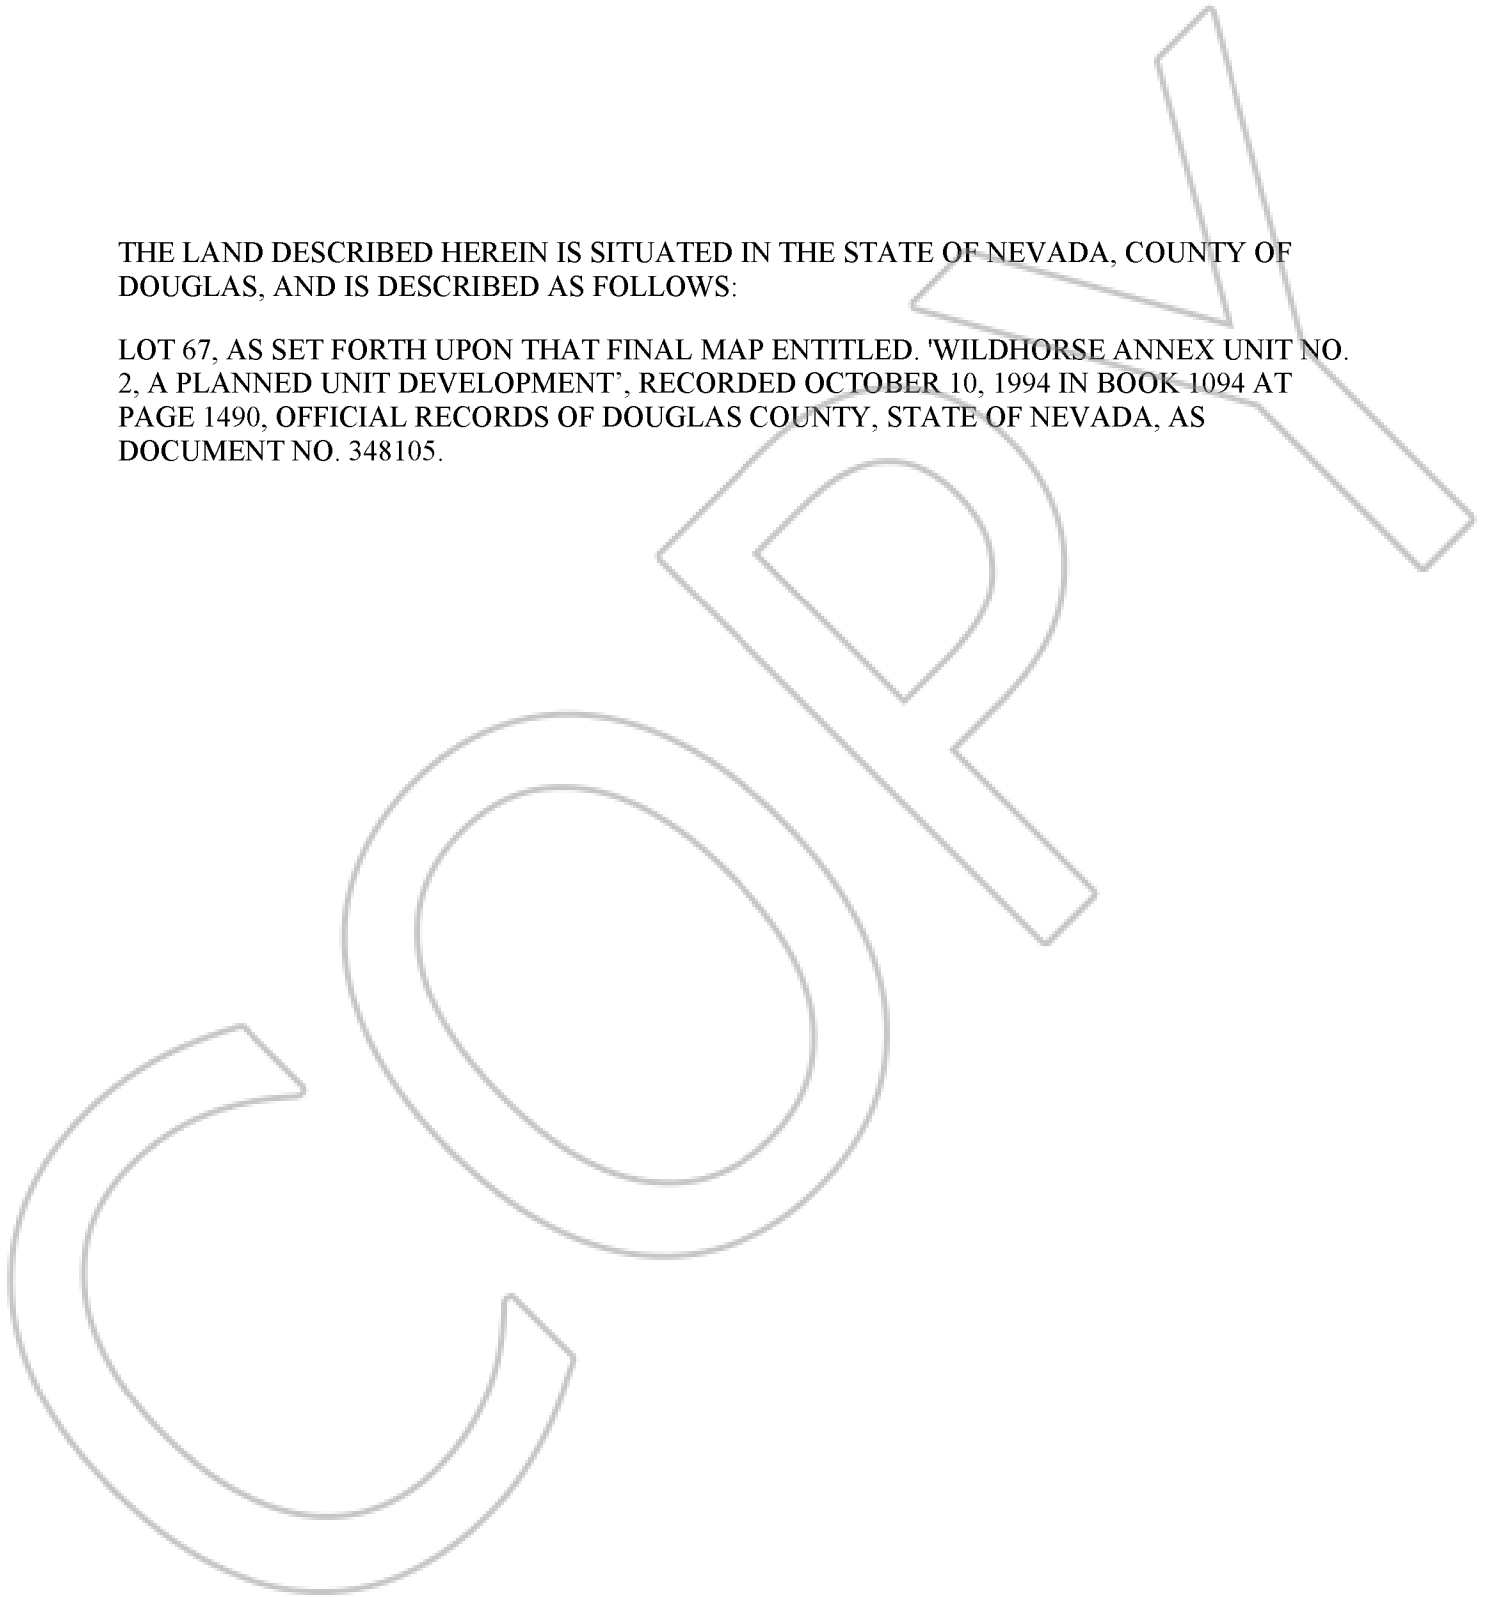 THE LAND DESCRIBED HEREIN IS SITUATED IN THE STATE OF NEVADA, COUNTY OF
DOUGLAS, AND IS DESCRIBED AS FOLLOWS:
LOT 67, AS SET FORTH UPON THAT FINAL MAP ENTITLED. 'WILDHORSE ANNEX UNIT NO.
2, A PLANNED UNIT DEVELOPMENT’, RECORDED OCTOBER 10, 1994 IN BOOK 1094 AT
PAGE 1490, OFFICIAL RECORDS OF DOUGLAS COUNTY, STATE OF NEVADA, AS
DOCUMENT NO. 348105.
COPY